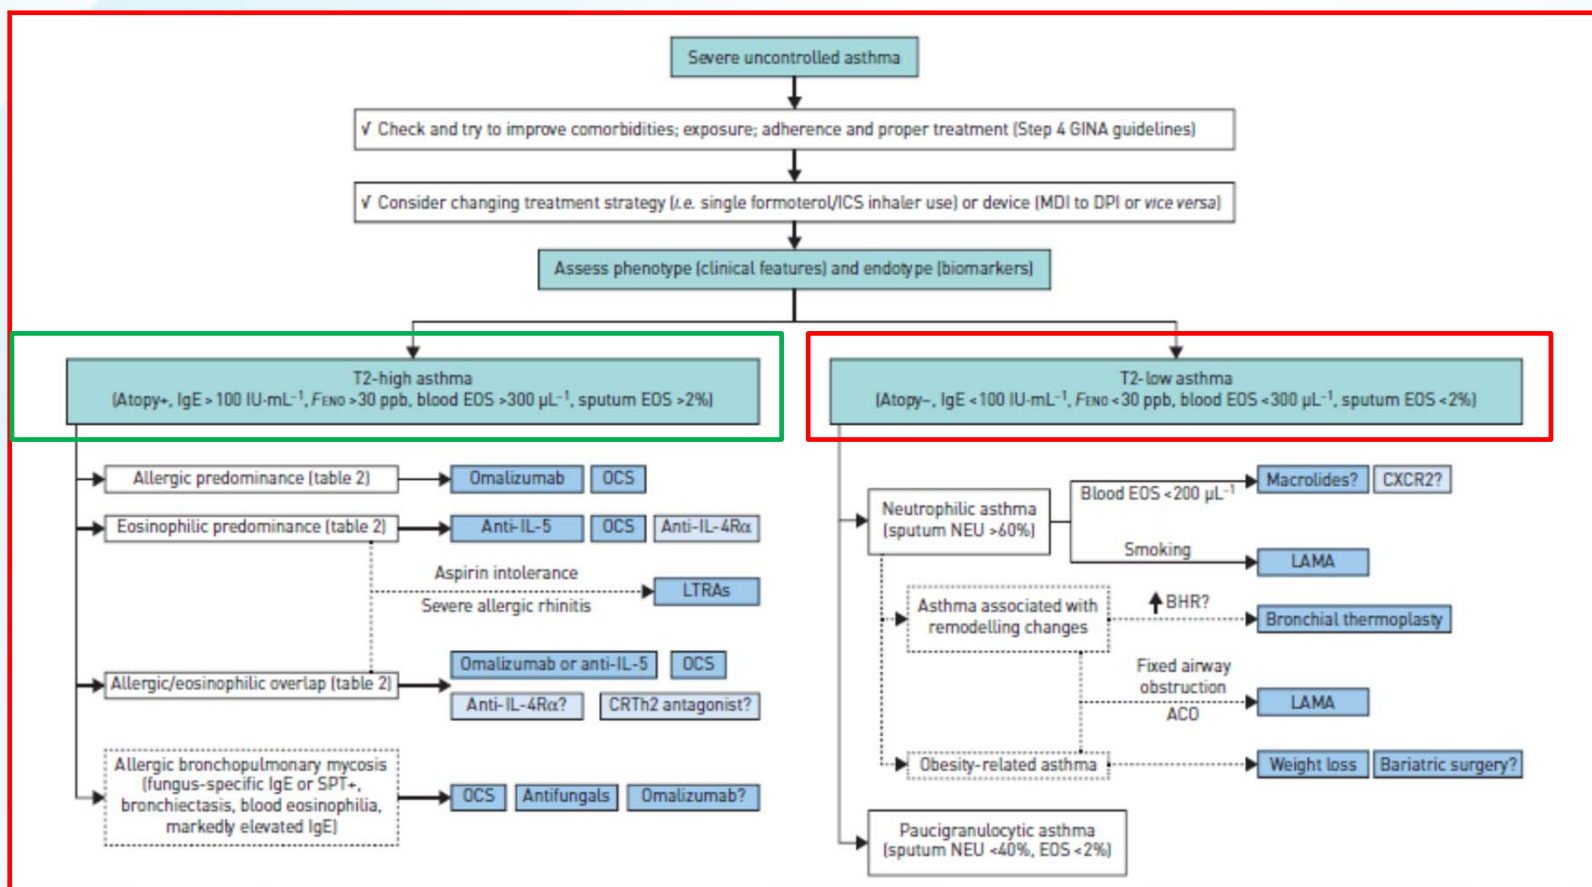 Severe uncontrolled asthma
√ Check and try to improve comorbidities; exposure; adherence and proper treatment (Step 4 GINA guidelines)
√ Consider changing treatment strategy (i.e. single formoterol/ICS inhaler use) or device (MDI to DPI or vice versa)
Assess phenotype (clinical features) and endotype (biomarkers)
T2-high asthma
(Atopy+, IgE >100 IU·mL⁻¹, FENO >30 ppb, blood EOS >300 µL⁻¹, sputum EOS >2%)
Allergic predominance (table 2)
Omalizumab
OCS
Eosinophilic predominance (table 2)
Anti-IL-5
OCS
Anti-IL-4Rα
Aspirin intolerance
Severe allergic rhinitis
LTRAs
Allergic/eosinophilic overlap (table 2)
Omalizumab or anti-IL-5
OCS
Anti-IL-4Rα?
CRTh2 antagonist?
Allergic bronchopulmonary mycosis
(fungus-specific IgE or SPT+,
bronchiectasis, blood eosinophilia,
markedly elevated IgE)
OCS
Antifungals
Omalizumab?
T2-low asthma
(Atopy–, IgE <100 IU·mL⁻¹, FENO <30 ppb, blood EOS <300 µL⁻¹, sputum EOS <2%)
Neutrophilic asthma
(sputum NEU >60%)
Blood EOS <200 µL⁻¹
Macrolides?
CXCR2?
Smoking
LAMA
Asthma associated with
remodelling changes
↑ BHR?
Bronchial thermoplasty
Fixed airway
obstruction
ACO
LAMA
Obesity-related asthma
Weight loss
Bariatric surgery?
Paucigranulocytic asthma
(sputum NEU <40%, EOS <2%)